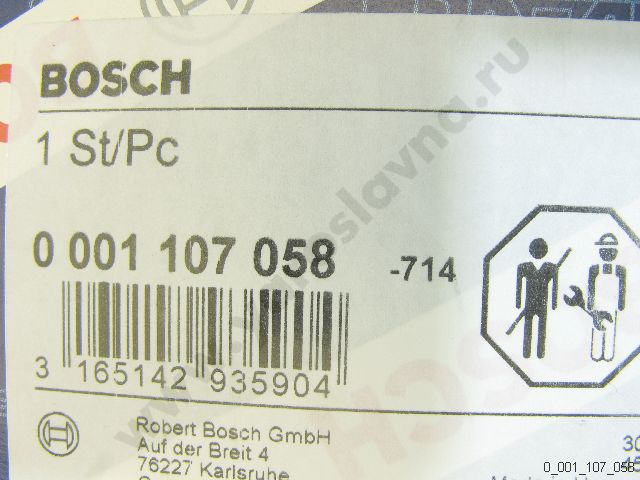 BOSCH
1 St/Pc
0 001 107 058 -714
3 165142 935904
Robert Bosch GmbH
Auf der Breit 4
76227 Karlsruhe
30
0_001_107_058